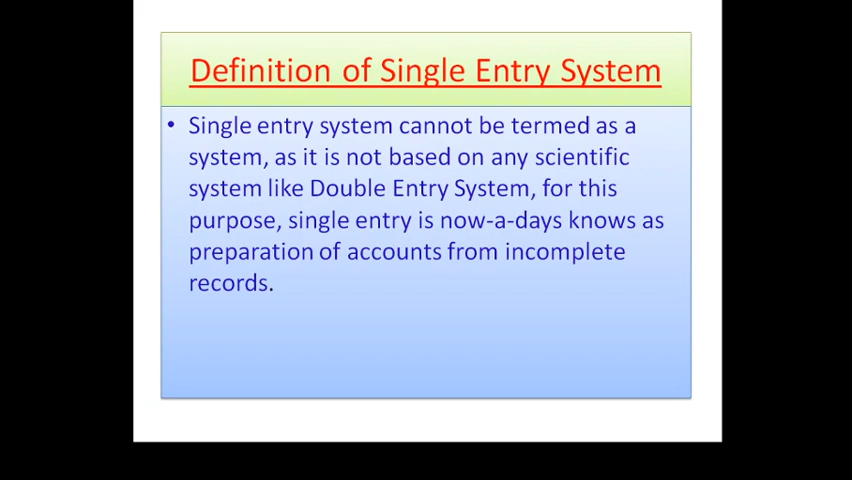 Definition of Single Entry System
• Single entry system cannot be termed as a
system, as it is not based on any scientific
system like Double Entry System, for this
purpose, single entry is now-a-days knows as
preparation of accounts from incomplete
records.